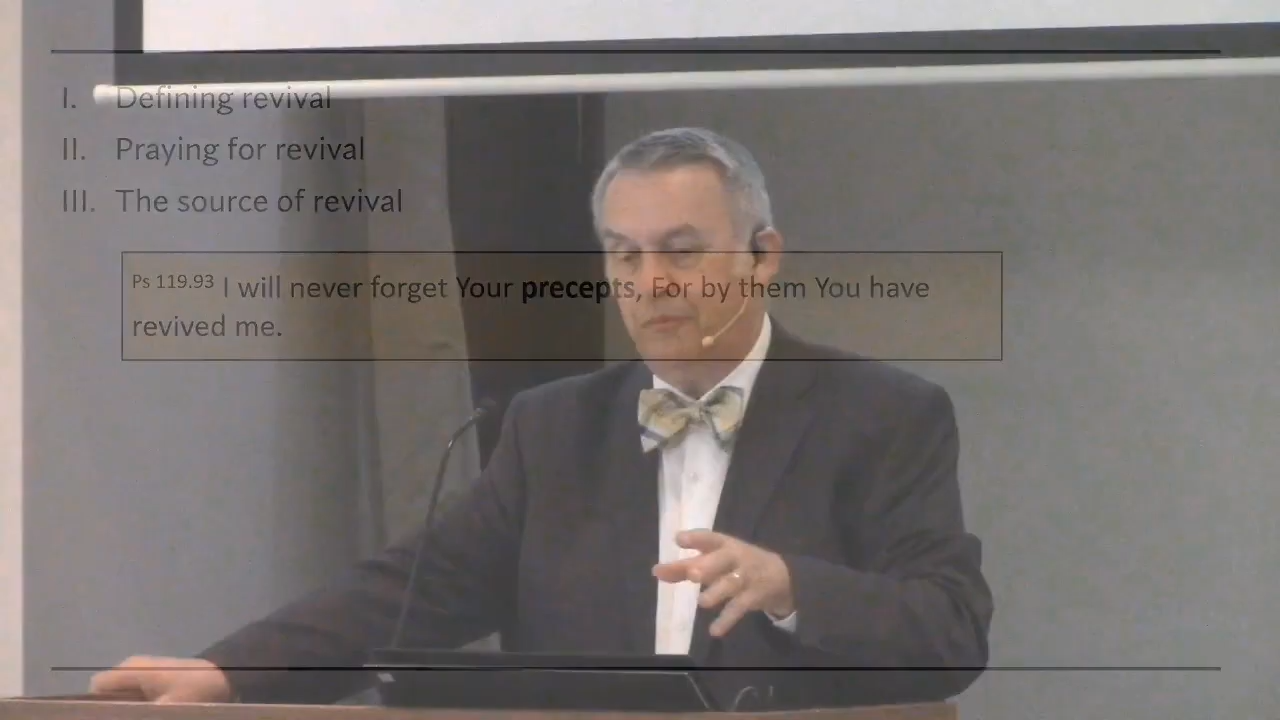 I. Defining revival
II. Praying for revival
III. The source of revival
Ps 119.93 I will never forget Your precepts, For by them You have
revived me.